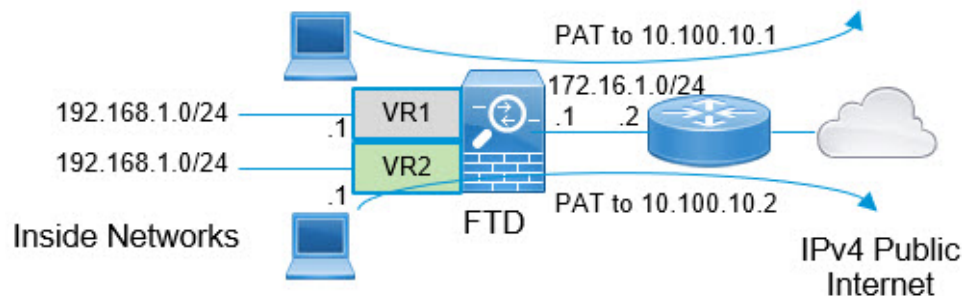 PAT to 10.100.10.1
172.16.1.0/24
192.168.1.0/24
.1
VR1
.1
.2
192.168.1.0/24
.1
VR2
PAT to 10.100.10.2
FTD
Inside Networks
IPv4 Public
Internet